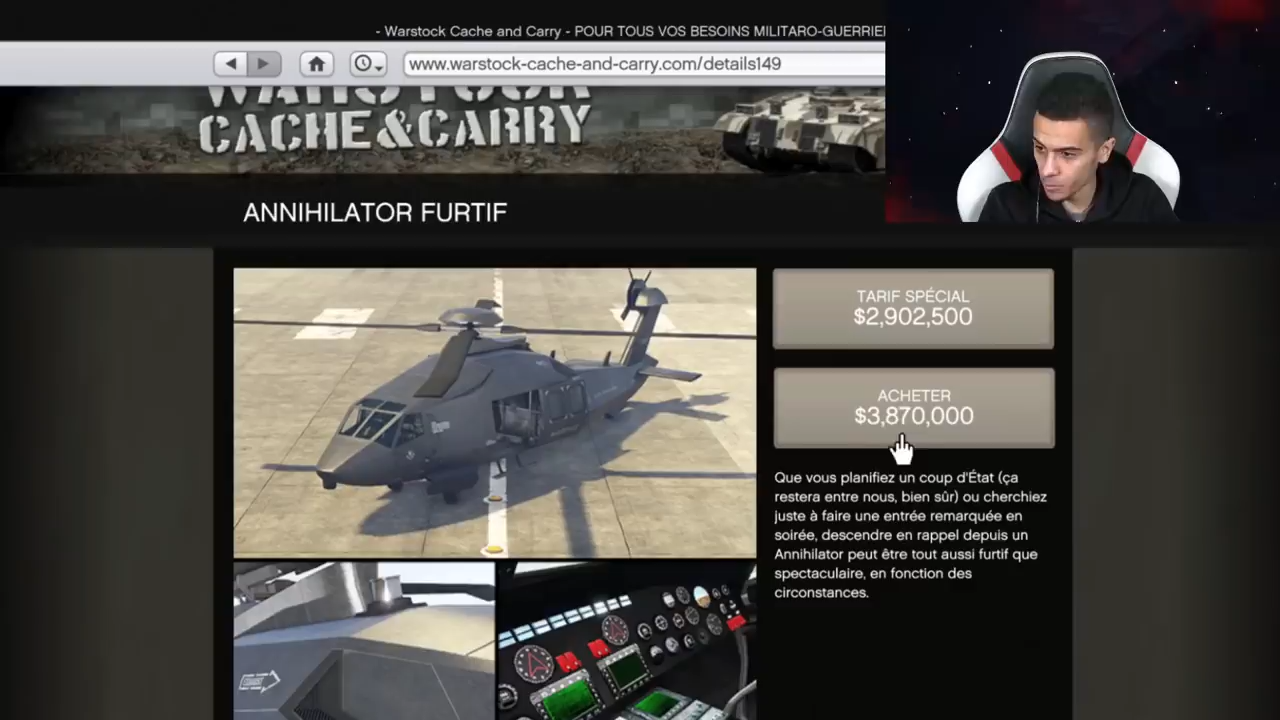 - Warstock Cache and Carry - POUR TOUS VOS BESOINS MILITARO-GUERRIER
www.warstock-cache-and-carry.com/details149
WARSTOCK
CACHE&CARRY
ANNIHILATOR FURTIF
TARIF SPÉCIAL
$2,902,500
ACHETER
$3,870,000
Que vous planifiez un coup d'État (ça
restera entre nous, bien sûr) ou cherchiez
juste à faire une entrée remarquée en
soirée, descendre en rappel depuis un
Annihilator peut être tout aussi furtif que
spectaculaire, en fonction des
circonstances.